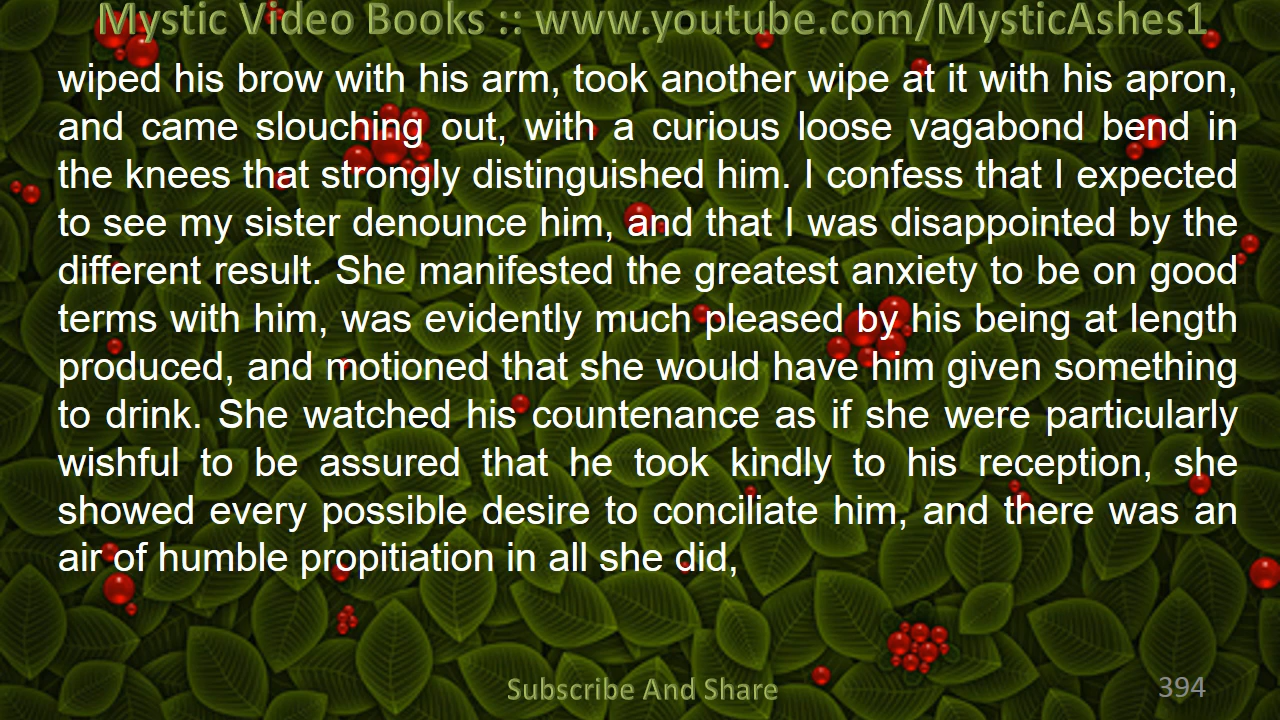 Mystic Video Books :: www.youtube.com/MysticAshes1
wiped his brow with his arm, took another wipe at it with his apron,
and came slouching out, with a curious loose vagabond bend in
the knees that strongly distinguished him. I confess that I expected
to see my sister denounce him, and that I was disappointed by the
different result. She manifested the greatest anxiety to be on good
terms with him, was evidently much pleased by his being at length
produced, and motioned that she would have him given something
to drink. She watched his countenance as if she were particularly
wishful to be assured that he took kindly to his reception, she
showed every possible desire to conciliate him, and there was an
air of humble propitiation in all she did,
Subscribe And Share
394